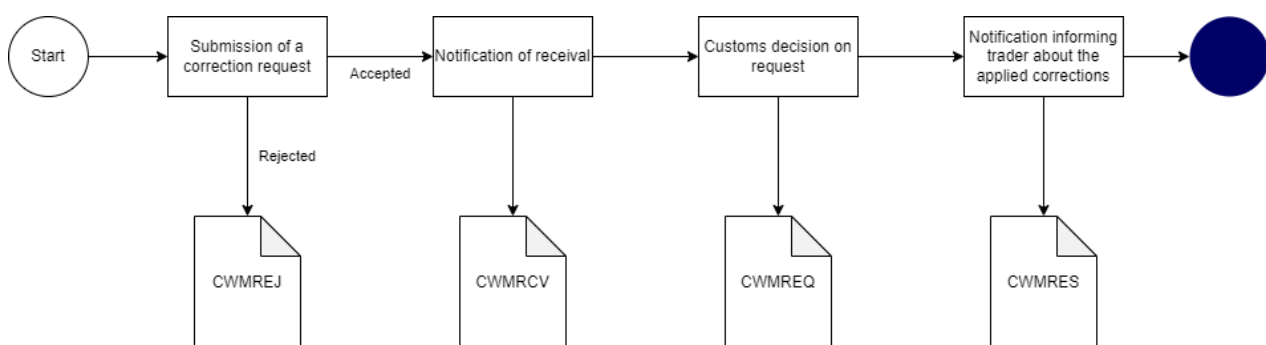 Start
Submission of a
correction request
Accepted
Notification of receival
Customs decision on
request
Notification informing
trader about the
applied corrections
Rejected
CWMREJ
CWMRCV
CWMREQ
CWMRES